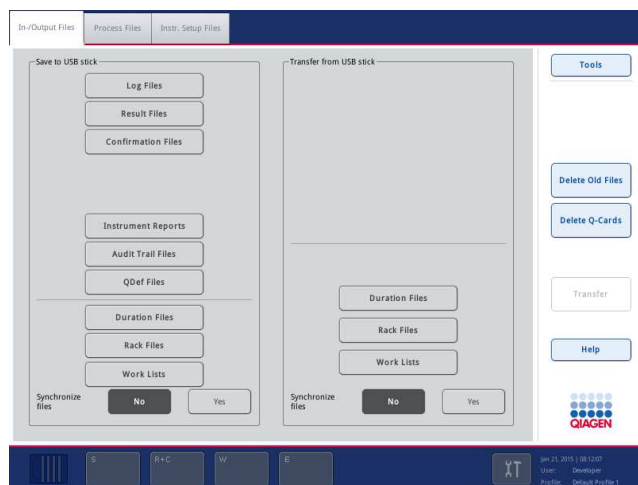 In-/Output Files
Process Files
Instr. Setup Files
Save to USB stick
Log Files
Result Files
Confirmation Files
Instrument Reports
Audit Trail Files
QDef Files
Duration Files
Rack Files
Work Lists
Synchronize files
No
Yes
Transfer from USB stick
Duration Files
Rack Files
Work Lists
Synchronize files
No
Yes
Tools
Delete Old Files
Delete Q-Cards
Transfer
Help
QIAGEN
S
R+C
W
E
Jan 21, 2015 | 08:12:07
User: Developer
Profile: Default Profile 1